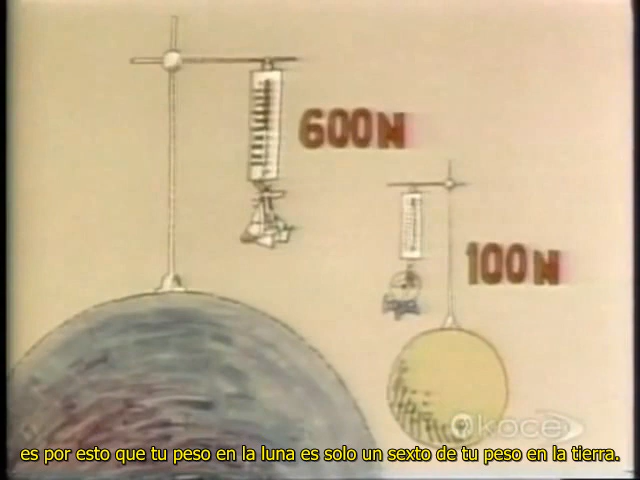 600N
100N
koce
es por esto que tu peso en la luna es solo un sexto de tu peso en la tierra.